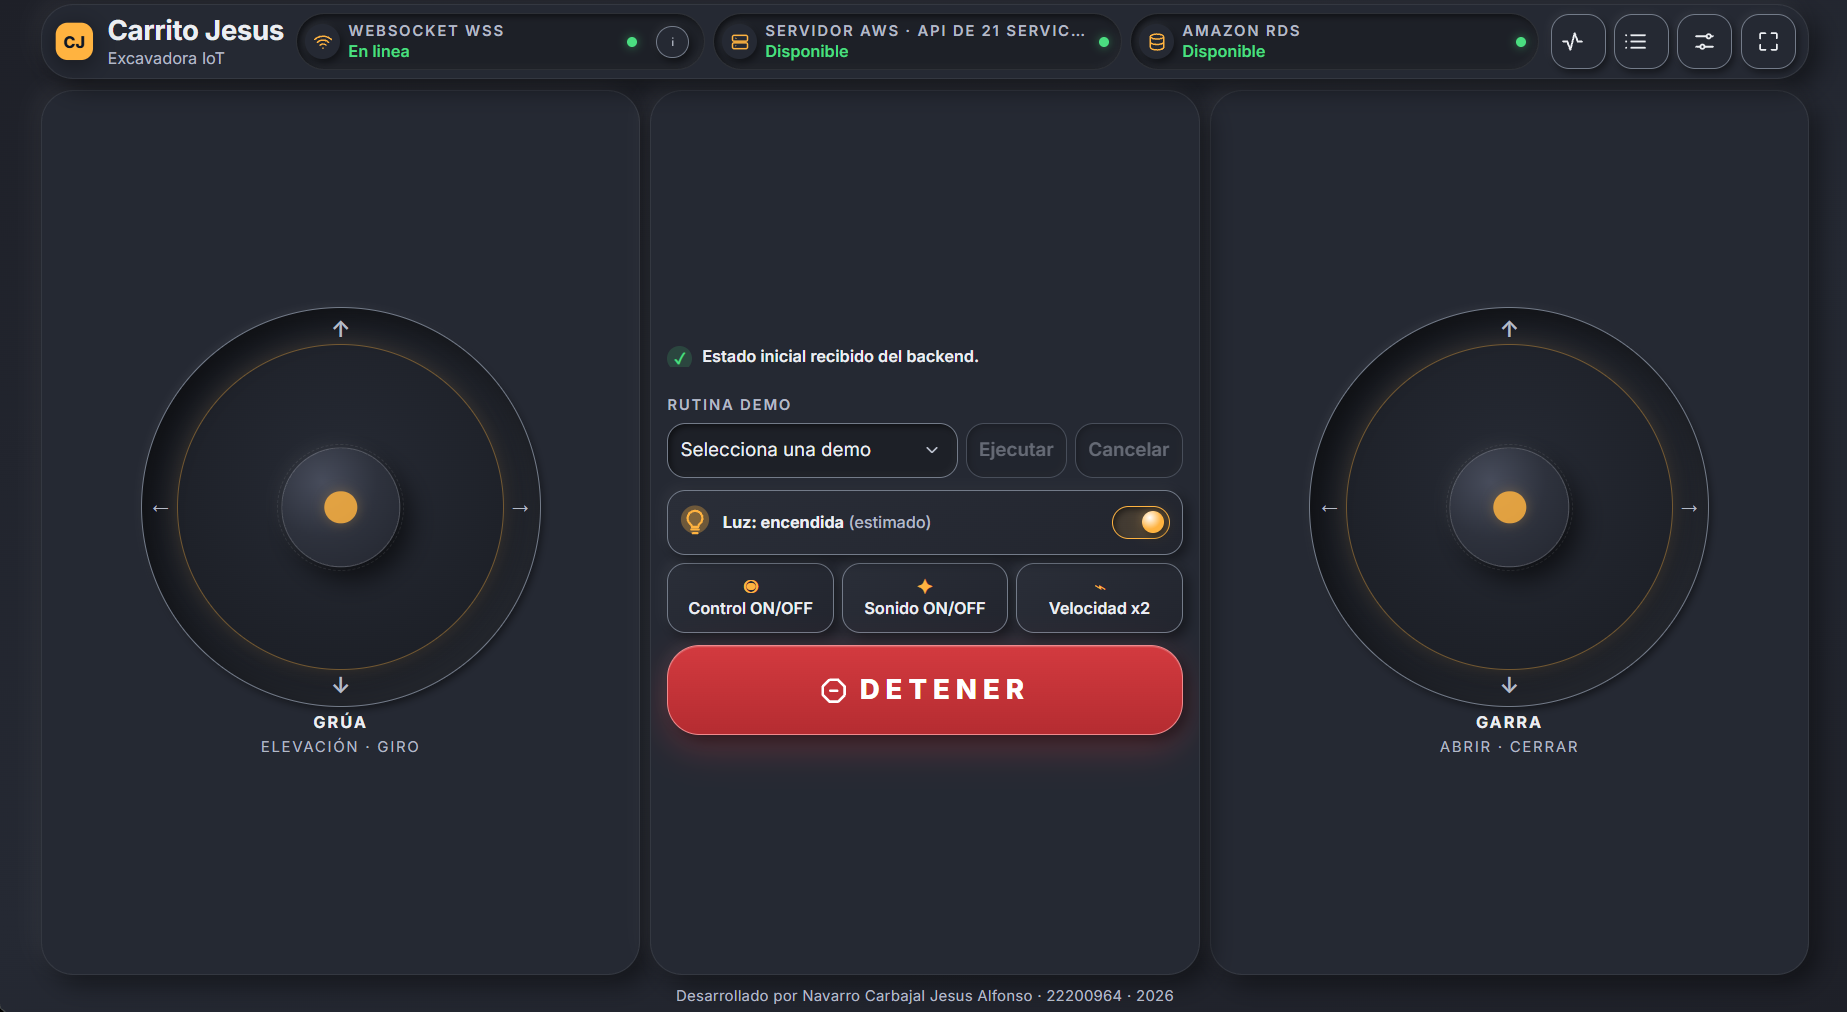 CJ
Carrito Jesus
Excavadora IoT
WEBSOCKET WSS
En linea
i
SERVIDOR AWS · API DE 21 SERVIC...
Disponible
AMAZON RDS
Disponible
↑
←
→
↓
GRÚA
ELEVACIÓN · GIRO
✓ Estado inicial recibido del backend.
RUTINA DEMO
Selecciona una demo
Ejecutar
Cancelar
Luz: encendida (estimado)
Control ON/OFF
Sonido ON/OFF
Velocidad x2
DETENER
↑
←
→
↓
GARRA
ABRIR · CERRAR
Desarrollado por Navarro Carbajal Jesus Alfonso · 22200964 · 2026